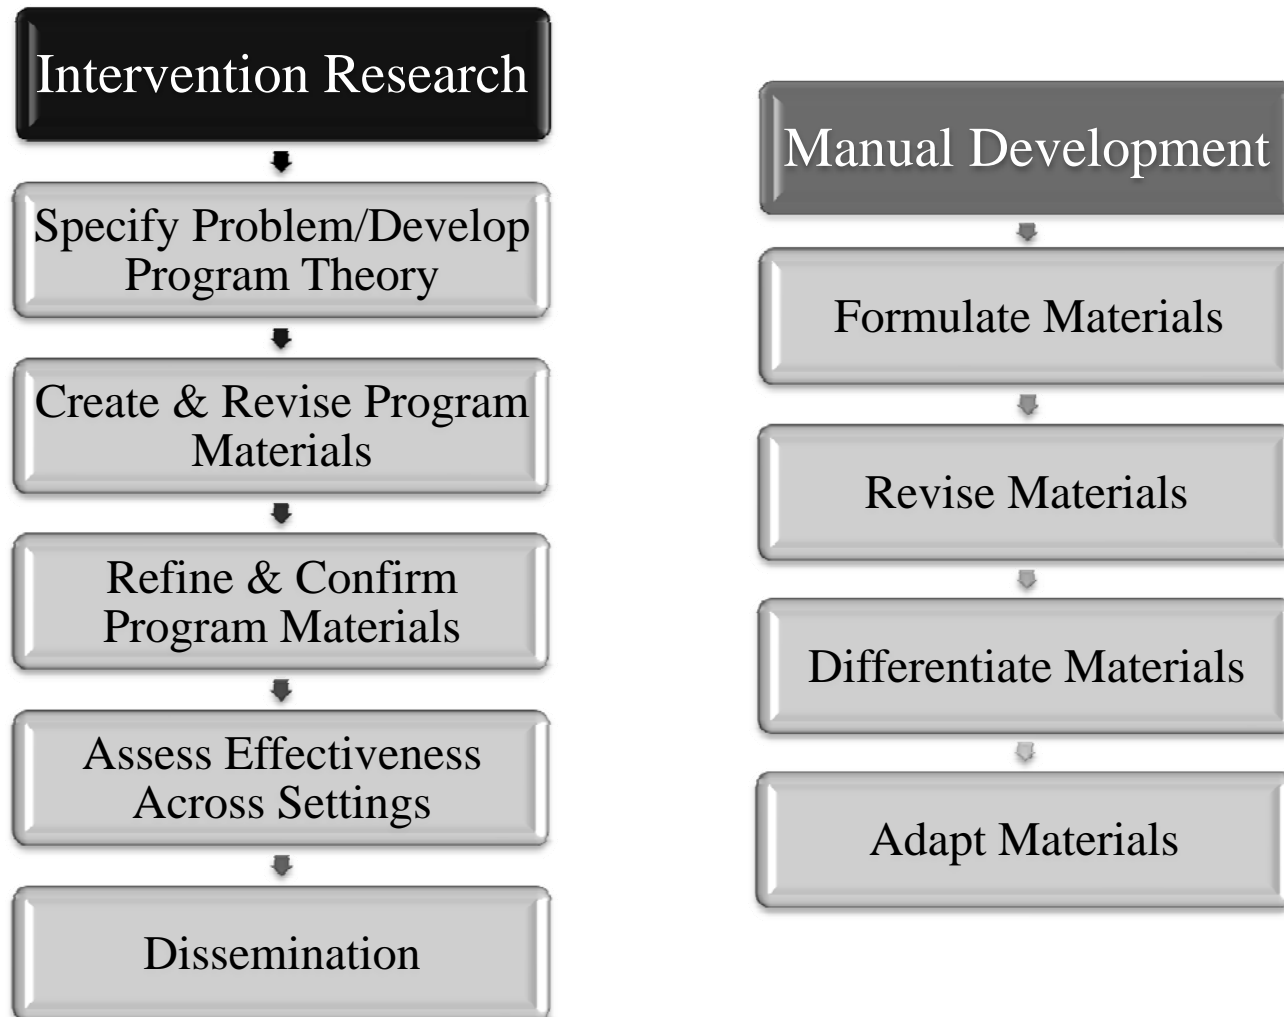 Intervention Research
Specify Problem/Develop
Program Theory
Create & Revise Program
Materials
Refine & Confirm
Program Materials
Assess Effectiveness
Across Settings
Dissemination
Manual Development
Formulate Materials
Revise Materials
Differentiate Materials
Adapt Materials